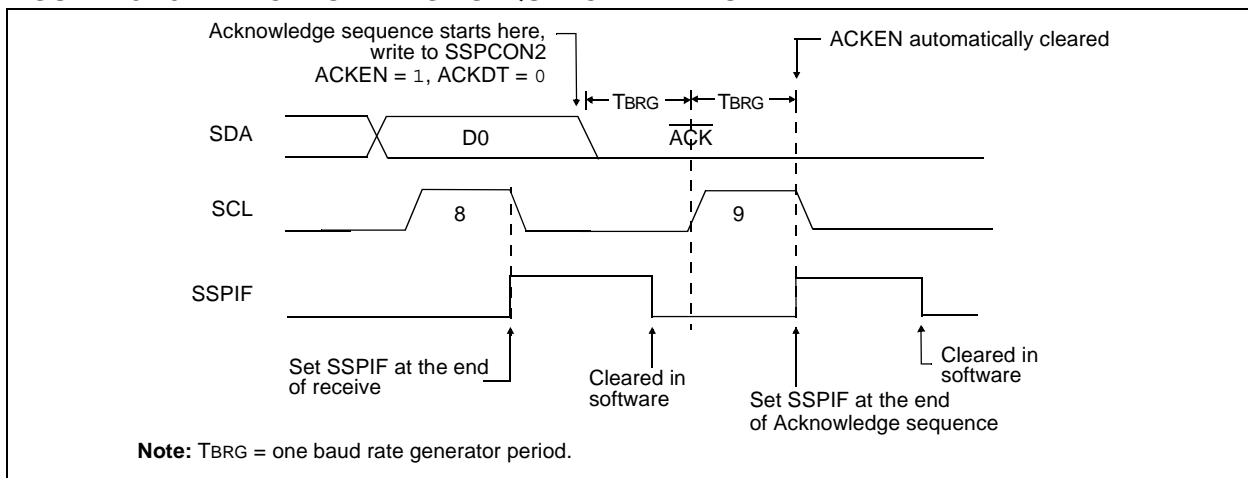 Acknowledge sequence starts here,
write to SSPCON2
ACKEN = 1, ACKDT = 0
ACKEN automatically cleared
TBRG
TBRG
SDA
D0
ACK
SCL
8
9
SSPIF
Set SSPIF at the end
of receive
Cleared in
software
Set SSPIF at the end
of Acknowledge sequence
Cleared in
software
Note: TBRG = one baud rate generator period.